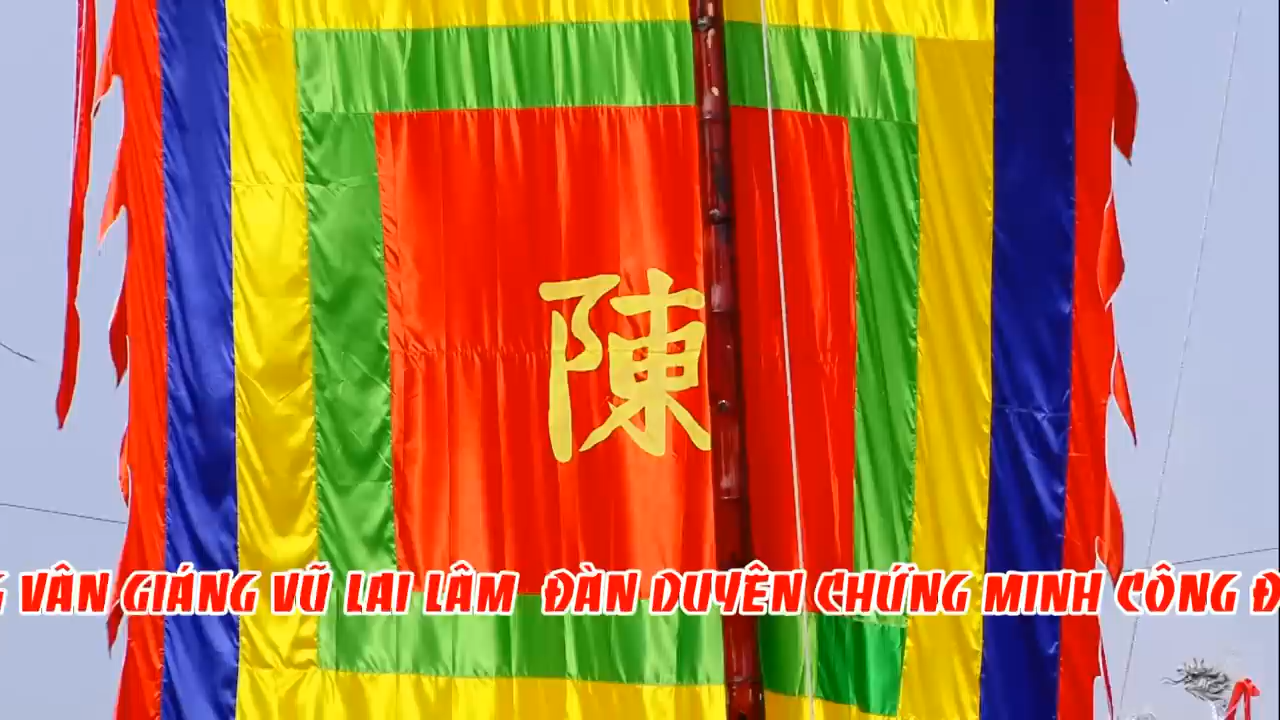 陳
VÂN GIÁNG VŨ LAI LÂM ĐÀN DUYÊN CHỨNG MINH CÔNG